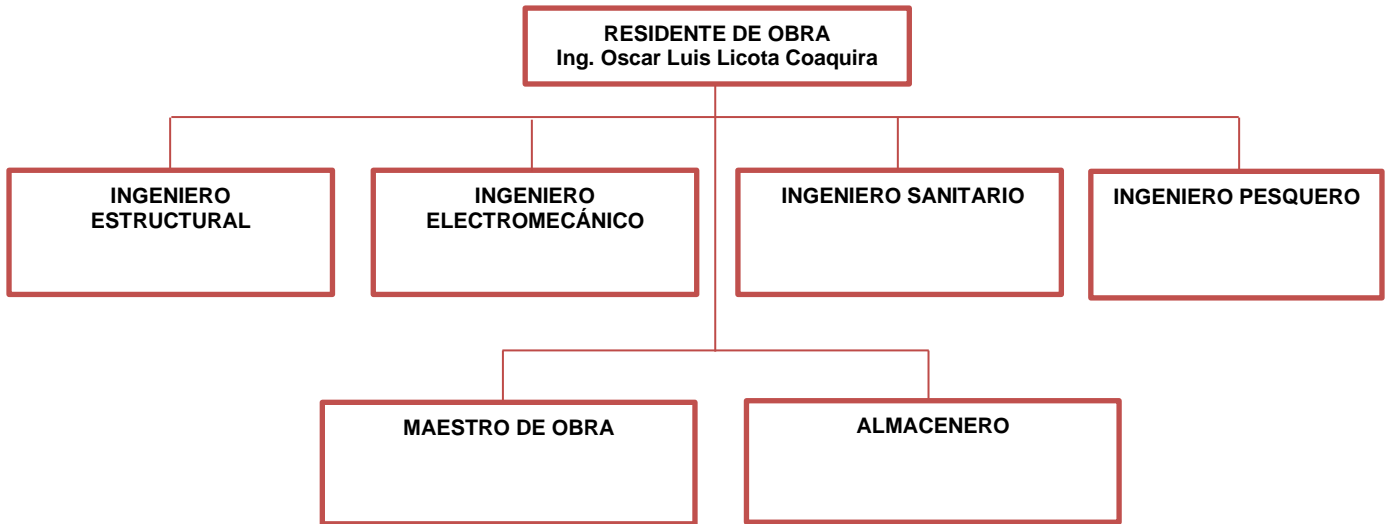 RESIDENTE DE OBRA
Ing. Oscar Luis Licota Coaquira
INGENIERO
ESTRUCTURAL
INGENIERO
ELECTROMECÁNICO
INGENIERO SANITARIO
INGENIERO PESQUERO
MAESTRO DE OBRA
ALMACENERO